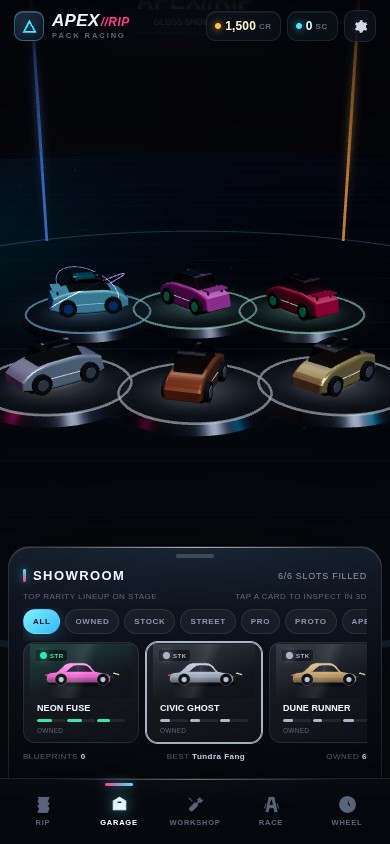 APEX//RIP
PACK RACING
1,500 CR
0 SC
SHOWROOM
6/6 SLOTS FILLED
TOP RARITY LINEUP ON STAGE
TAP A CARD TO INSPECT IN 3D
ALL
OWNED
STOCK
STREET
PRO
PROTO
APE
STR
NEON FUSE
OWNED
STK
CIVIC GHOST
OWNED
STK
DUNE RUNNER
OWNED
BLUEPRINTS 0
BEST Tundra Fang
OWNED 6
RIP
GARAGE
WORKSHOP
RACE
WHEEL